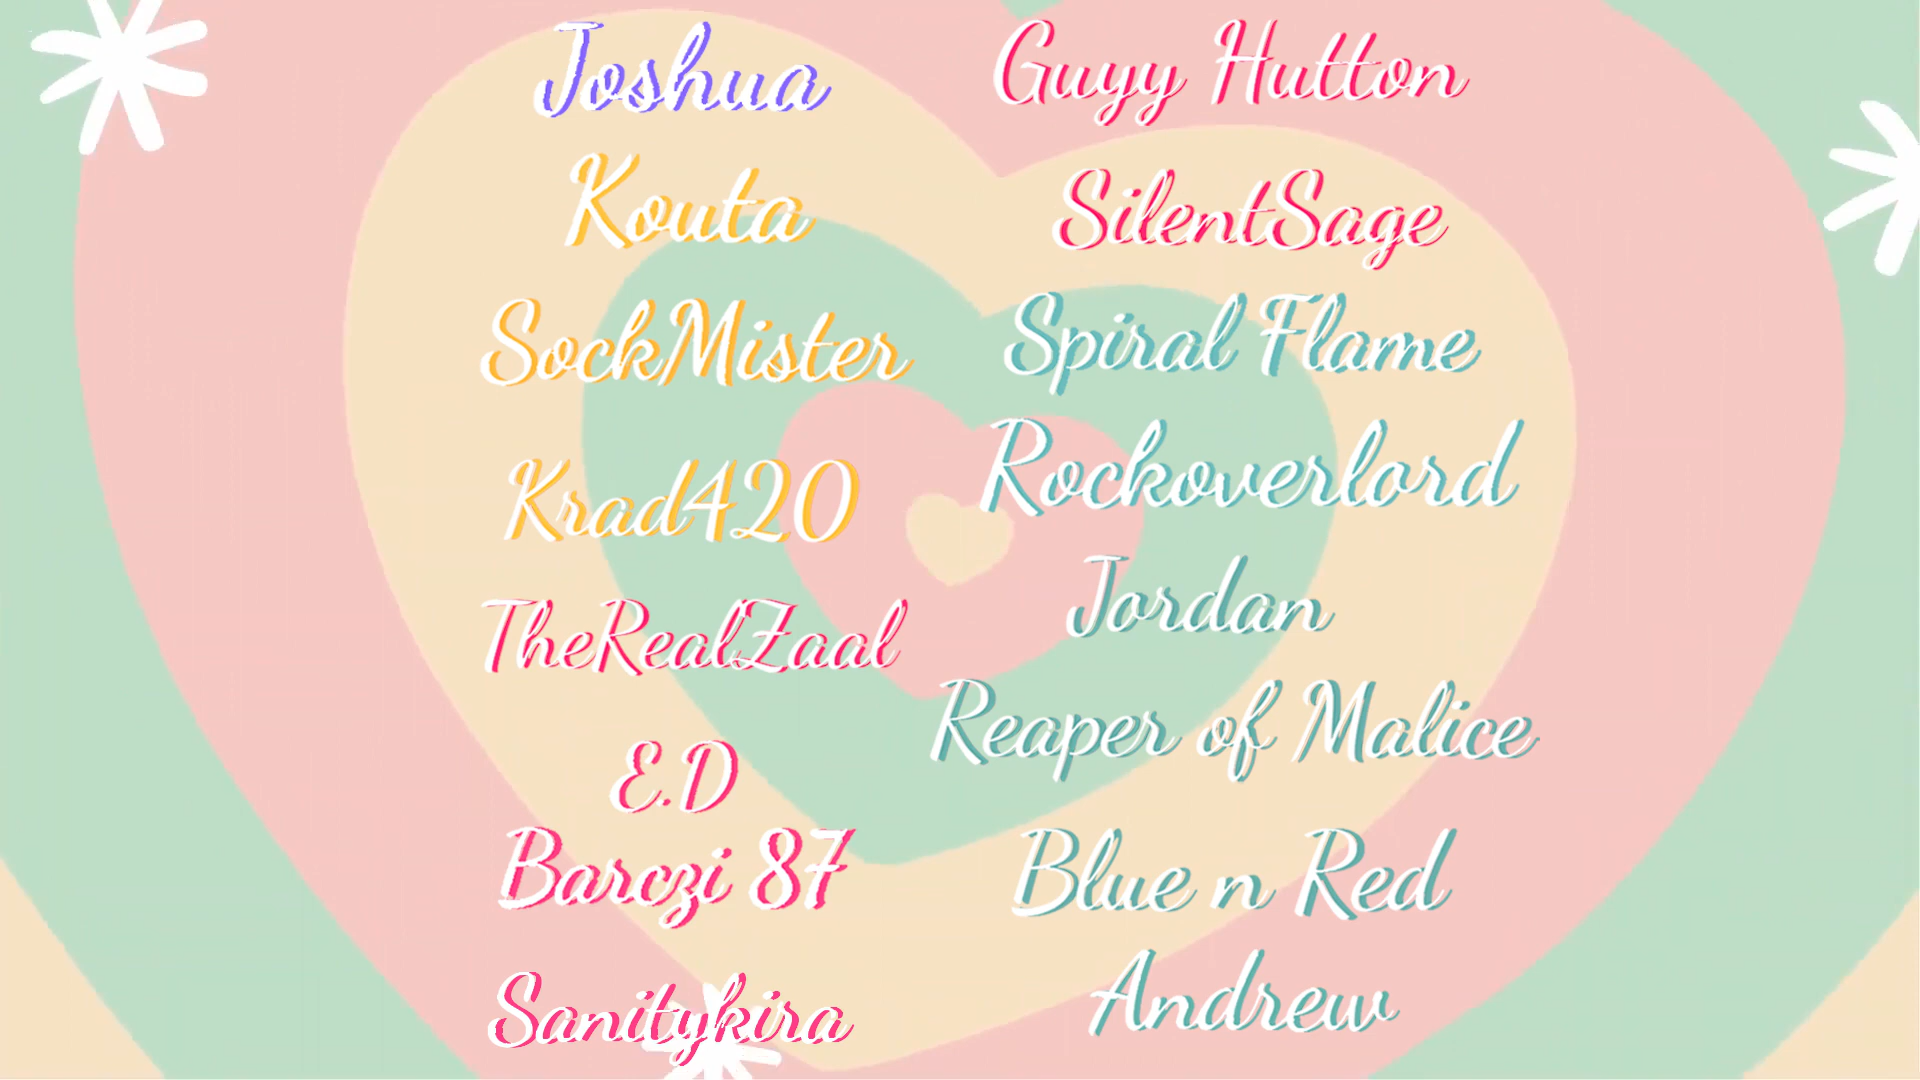 Joshua
Kouta
SockMister
Krad420
TheRealZaal
E.D
Barczi 87
Sanitykira
Guyy Hutton
SilentSage
Spiral Flame
Rockoverlord
Jordan
Reaper of Malice
Blue n Red
Andrew